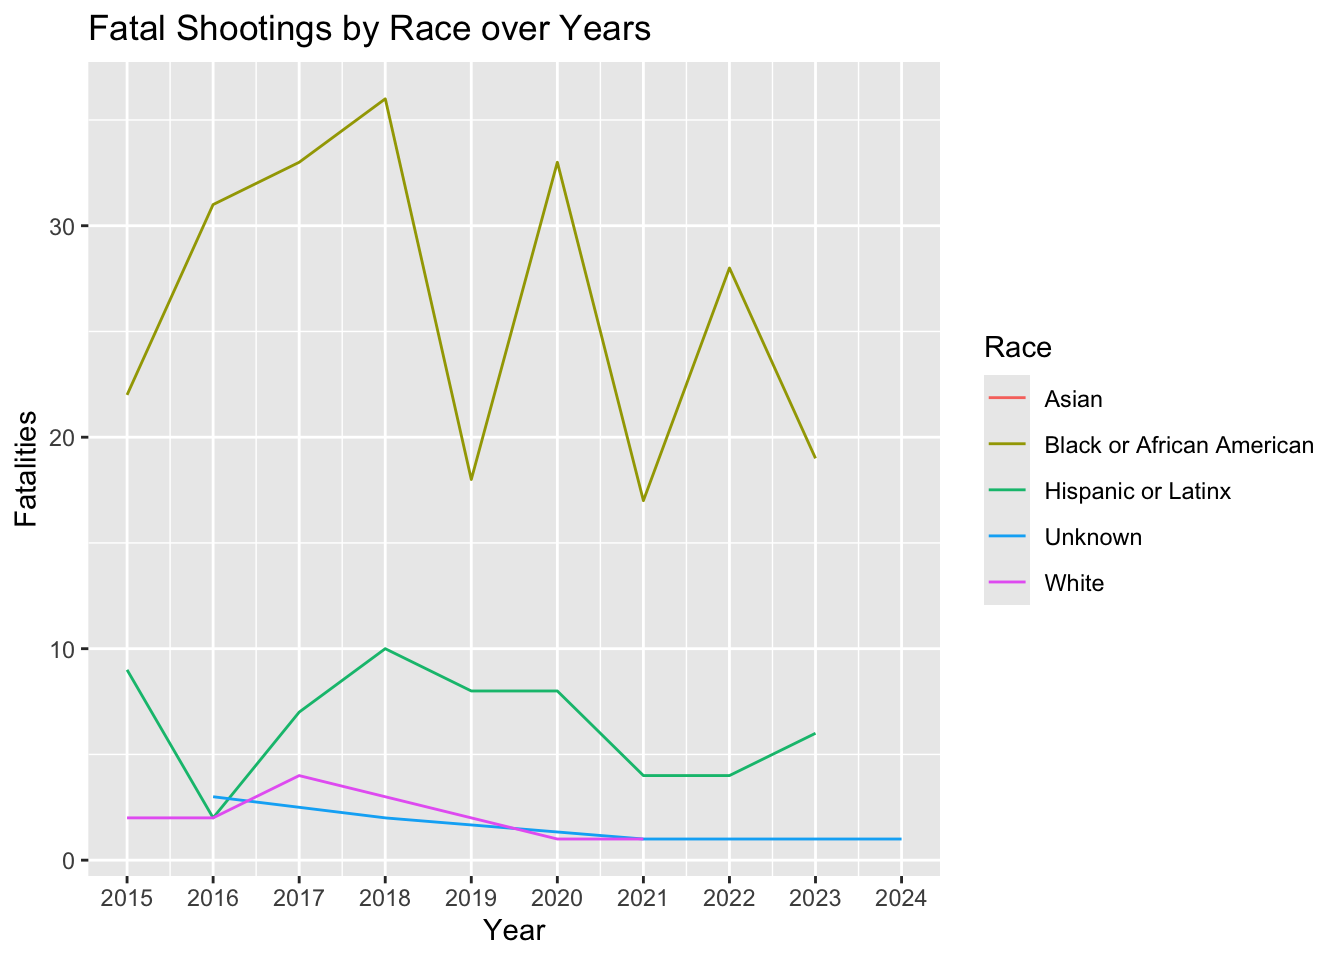 Fatal Shootings by Race over Years
Fatalities
30
20
10
0
2015 2016 2017 2018 2019 2020 2021 2022 2023 2024
Year
Race
Asian
Black or African American
Hispanic or Latinx
Unknown
White